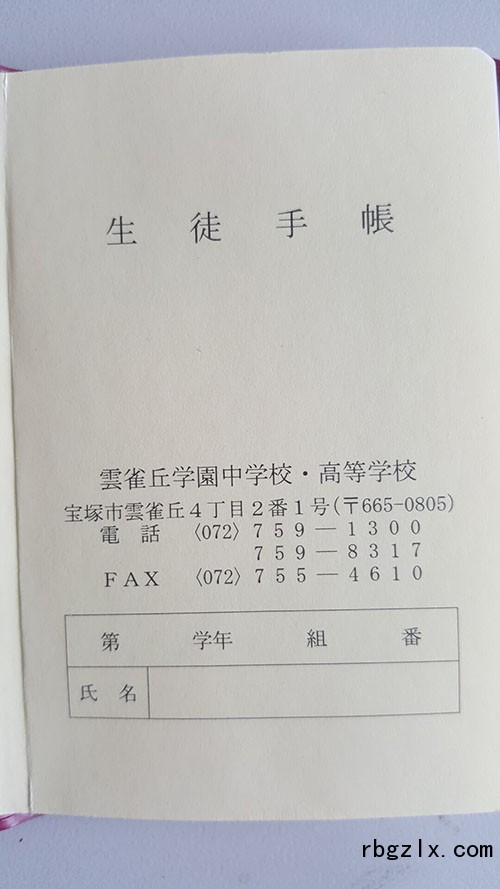 生徒手帳
雲雀丘学園中学校・高等学校
宝塚市雲雀丘4丁目2番1号(〒665-0805)
電話 〈072〉759―1300
759―8317
FAX 〈072〉755―4610
第 学年 組 番
氏名
rbgzlx.com